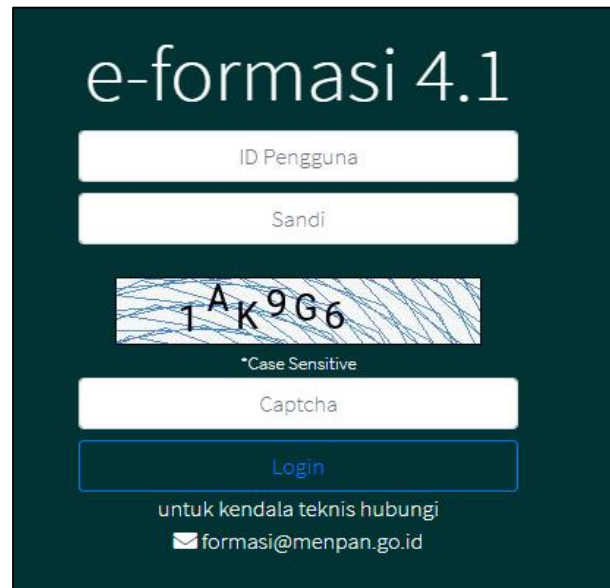 e-formasi 4.1
ID Pengguna
Sandi
1AK9G6
*Case Sensitive
Captcha
Login
untuk kendala teknis hubungi
formasi@menpan.go.id